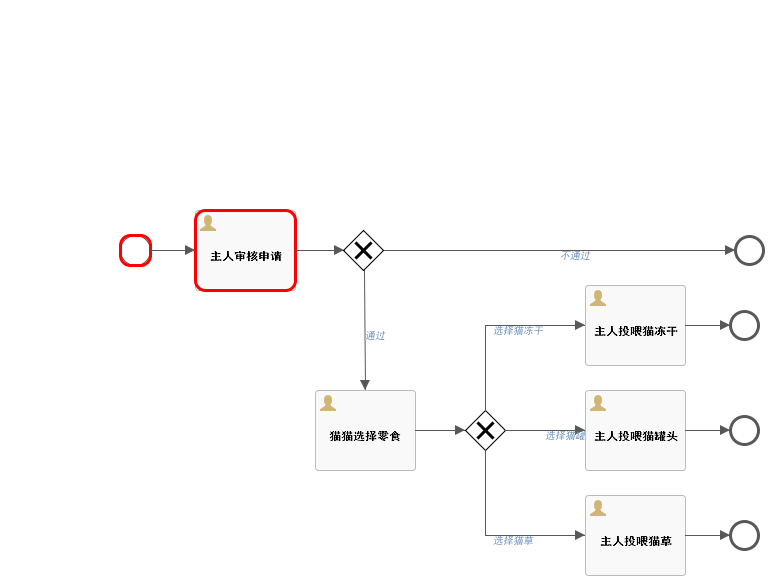 主人审核申请
不通过
通过
选择猫冻干
主人投喂猫冻干
猫猫选择零食
选择猫罐
主人投喂猫罐头
选择猫草
主人投喂猫草